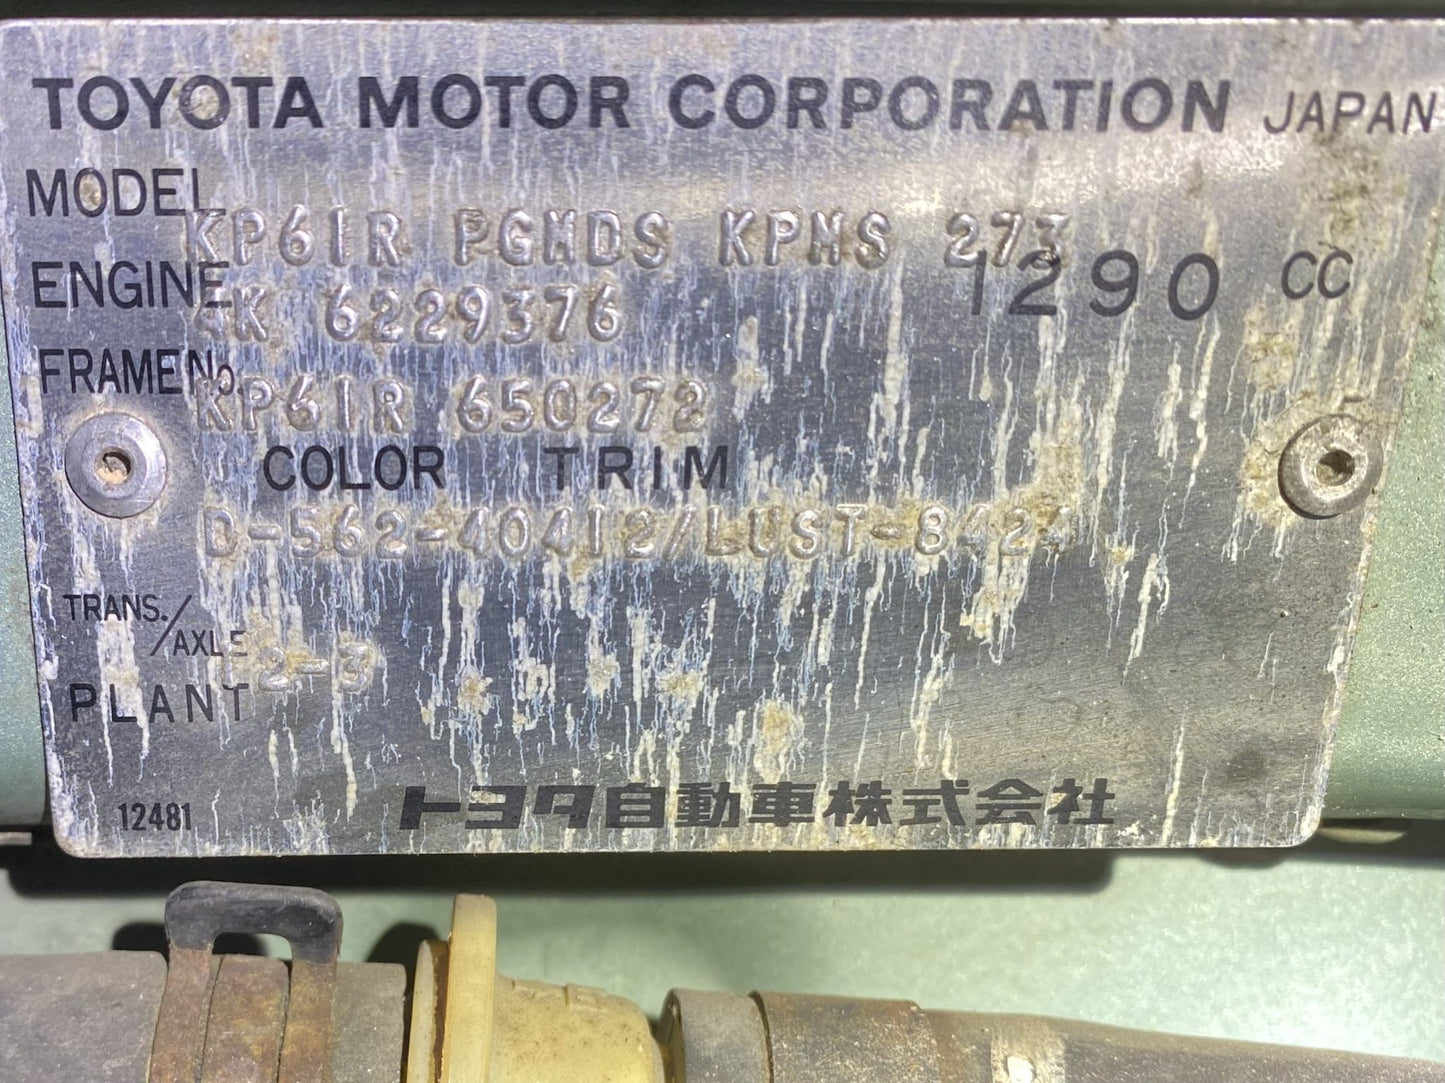 TOYOTA MOTOR CORPORATION JAPAN
MODEL KP61R PGMDS KPMS 273
ENGINE 4K 6229376 1290 CC
FRAME No. KP61R 650272
COLOR TRIM
D-562-40412/LUST-8424
TRANS./AXLE
2-3
PLANT
12481 トヨタ自動車株式会社